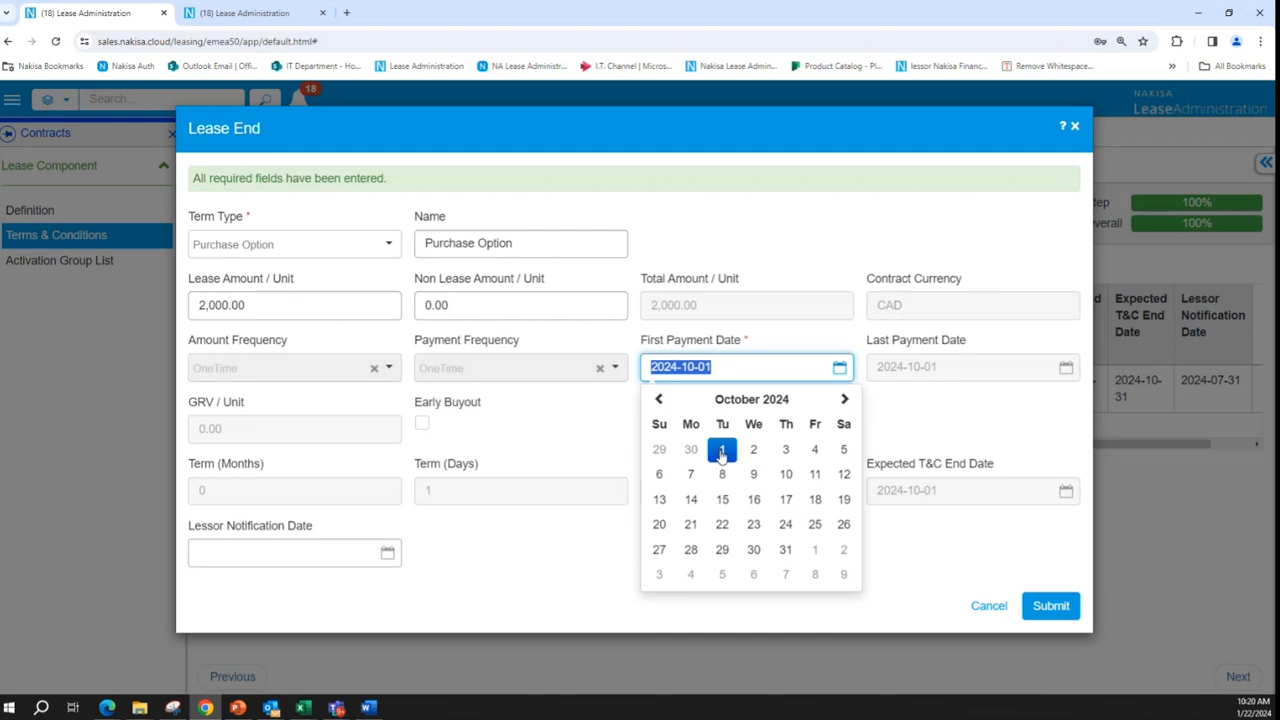 (18) Lease Administration
(18) Lease Administration
sales.nakisa.cloud/leasing/emea50/app/default.html#
Nakisa Bookmarks
Nakisa Auth
Outlook Email | Offi...
IT Department - Ho...
Lease Administration
NA Lease Administr...
I.T. Channel | Micros...
Nakisa Lease Admin...
Product Catalog - Pl...
lessor Nakisa Financ...
Remove Whitespace...
» All Bookmarks
Search...
18
NAKISA
LeaseAdministration
Contracts
Lease Component
Definition
Terms & Conditions
Activation Group List
Lease End
? ×
All required fields have been entered.
Term Type *
Name
Purchase Option
Purchase Option
Lease Amount / Unit
Non Lease Amount / Unit
Total Amount / Unit
Contract Currency
2,000.00
0.00
2,000.00
CAD
Amount Frequency
Payment Frequency
First Payment Date *
Last Payment Date
OneTime
OneTime
2024-10-01
2024-10-01
GRV / Unit
Early Buyout
0.00
Term (Months)
Term (Days)
Expected T&C End Date
0
1
2024-10-01
Lessor Notification Date
October 2024
Su Mo Tu We Th Fr Sa
29 30 1 2 3 4 5
6 7 8 9 10 11 12
13 14 15 16 17 18 19
20 21 22 23 24 25 26
27 28 29 30 31 1 2
3 4 5 6 7 8 9
Cancel
Submit
tep
100%
verall
100%
d
Expected T&C End Date
Lessor Notification Date
2024-10-31
2024-07-31
Previous
Next
10:20 AM
1/22/2024